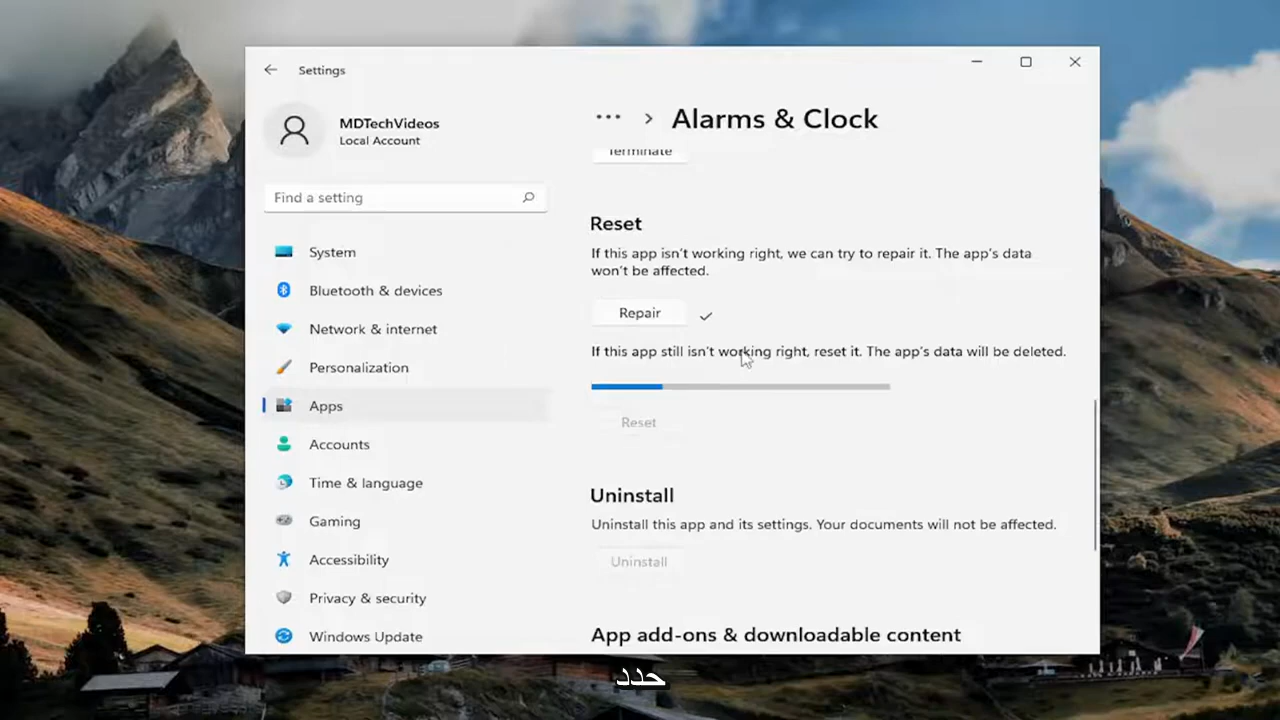 Settings
MDTechVideos
Local Account
Find a setting
System
Bluetooth & devices
Network & internet
Personalization
Apps
Accounts
Time & language
Gaming
Accessibility
Privacy & security
Windows Update
Alarms & Clock
Terminate
Reset
If this app isn't working right, we can try to repair it. The app's data
won't be affected.
Repair
If this app still isn't working right, reset it. The app's data will be deleted.
Reset
Uninstall
Uninstall this app and its settings. Your documents will not be affected.
Uninstall
App add-ons & downloadable content
حدد